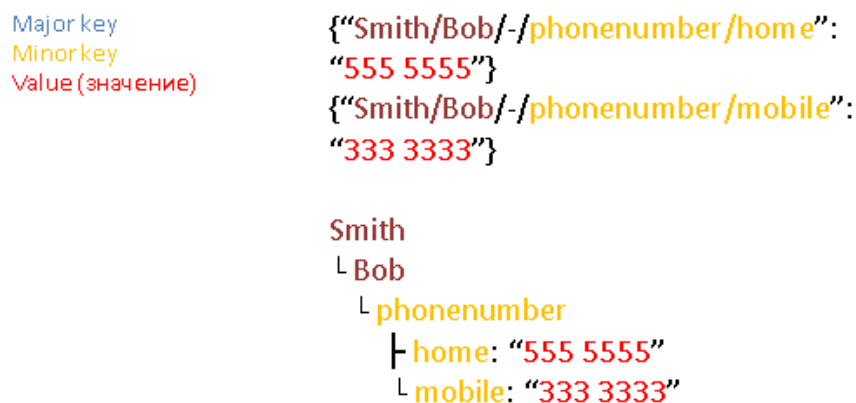 Major key
Minor key
Value (значение)
{“Smith/Bob/-/phonenumber/home”:
“555 5555”}
{“Smith/Bob/-/phonenumber/mobile”:
“333 3333”}
Smith
└ Bob
└ phonenumber
├ home: “555 5555”
└ mobile: “333 3333”